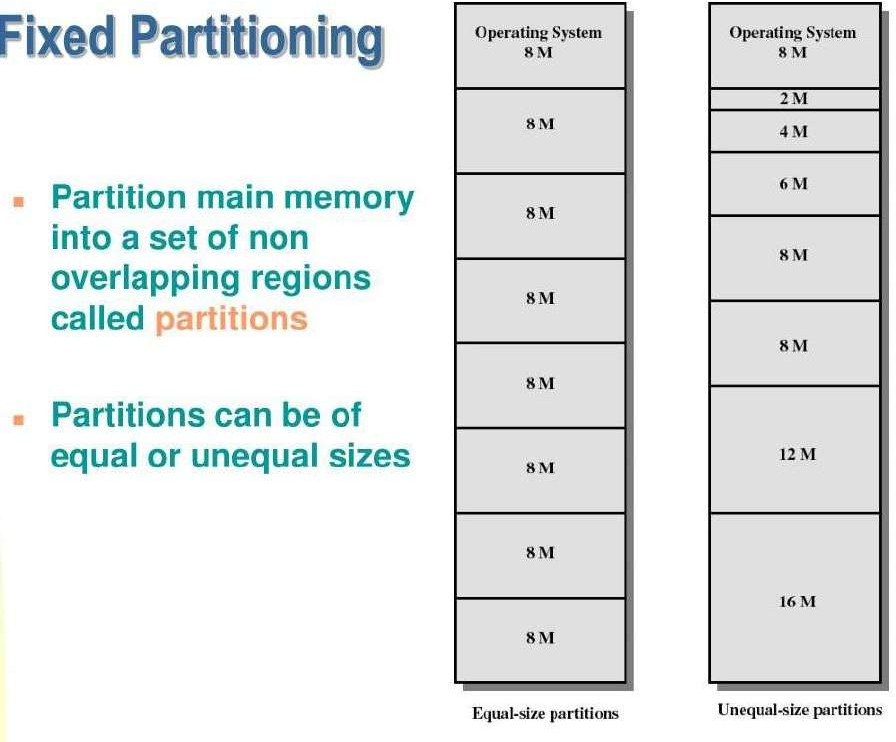 Fixed Partitioning
Partition main memory
into a set of non
overlapping regions
called partitions
Partitions can be of
equal or unequal sizes
Operating System
8 M
8 M
8 M
8 M
8 M
8 M
8 M
8 M
Equal-size partitions
Operating System
8 M
2 M
4 M
6 M
8 M
8 M
12 M
16 M
Unequal-size partitions